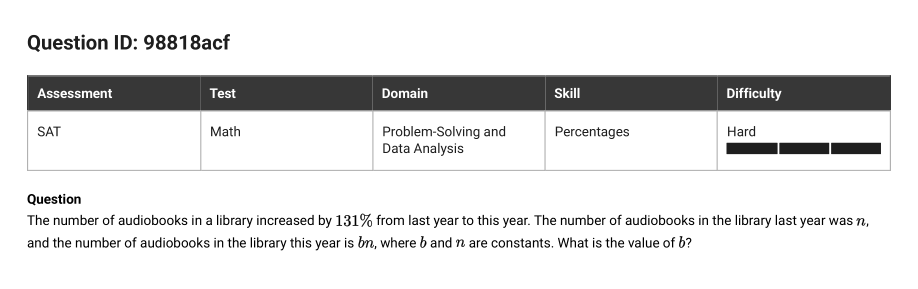 Question ID: 98818acf
Assessment Test Domain Skill Difficulty
SAT Math Problem-Solving and Data Analysis Percentages Hard
Question
The number of audiobooks in a library increased by 131% from last year to this year. The number of audiobooks in the library last year was n,
and the number of audiobooks in the library this year is bn, where b and n are constants. What is the value of b?